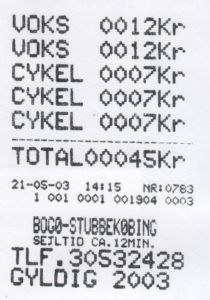 VOKS 0012Kr
VOKS 0012Kr
CYKEL 0007Kr
CYKEL 0007Kr
CYKEL 0007Kr
TOTAL00045Kr
21-05-03 14:15 NR:0783
1 001 0001 001904 0003
BOGØ-STUBBEKØBING
SEJLTID CA.12MIN.
TLF.30532428
GYLDIG 2003